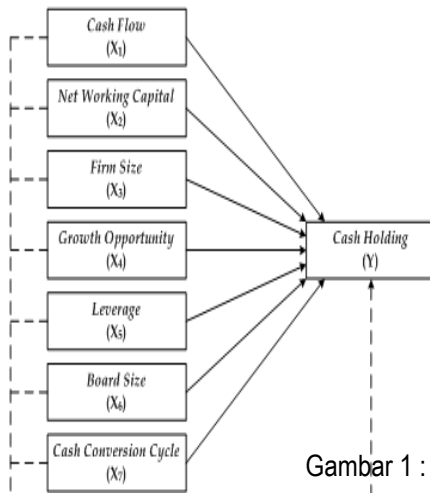 Cash Flow
(X₁)
Net Working Capital
(X₂)
Firm Size
(X₃)
Growth Opportunity
(X₄)
Cash Holding
(Y)
Leverage
(X₅)
Board Size
(X₆)
Cash Conversion Cycle
(X₇)
Gambar 1 :